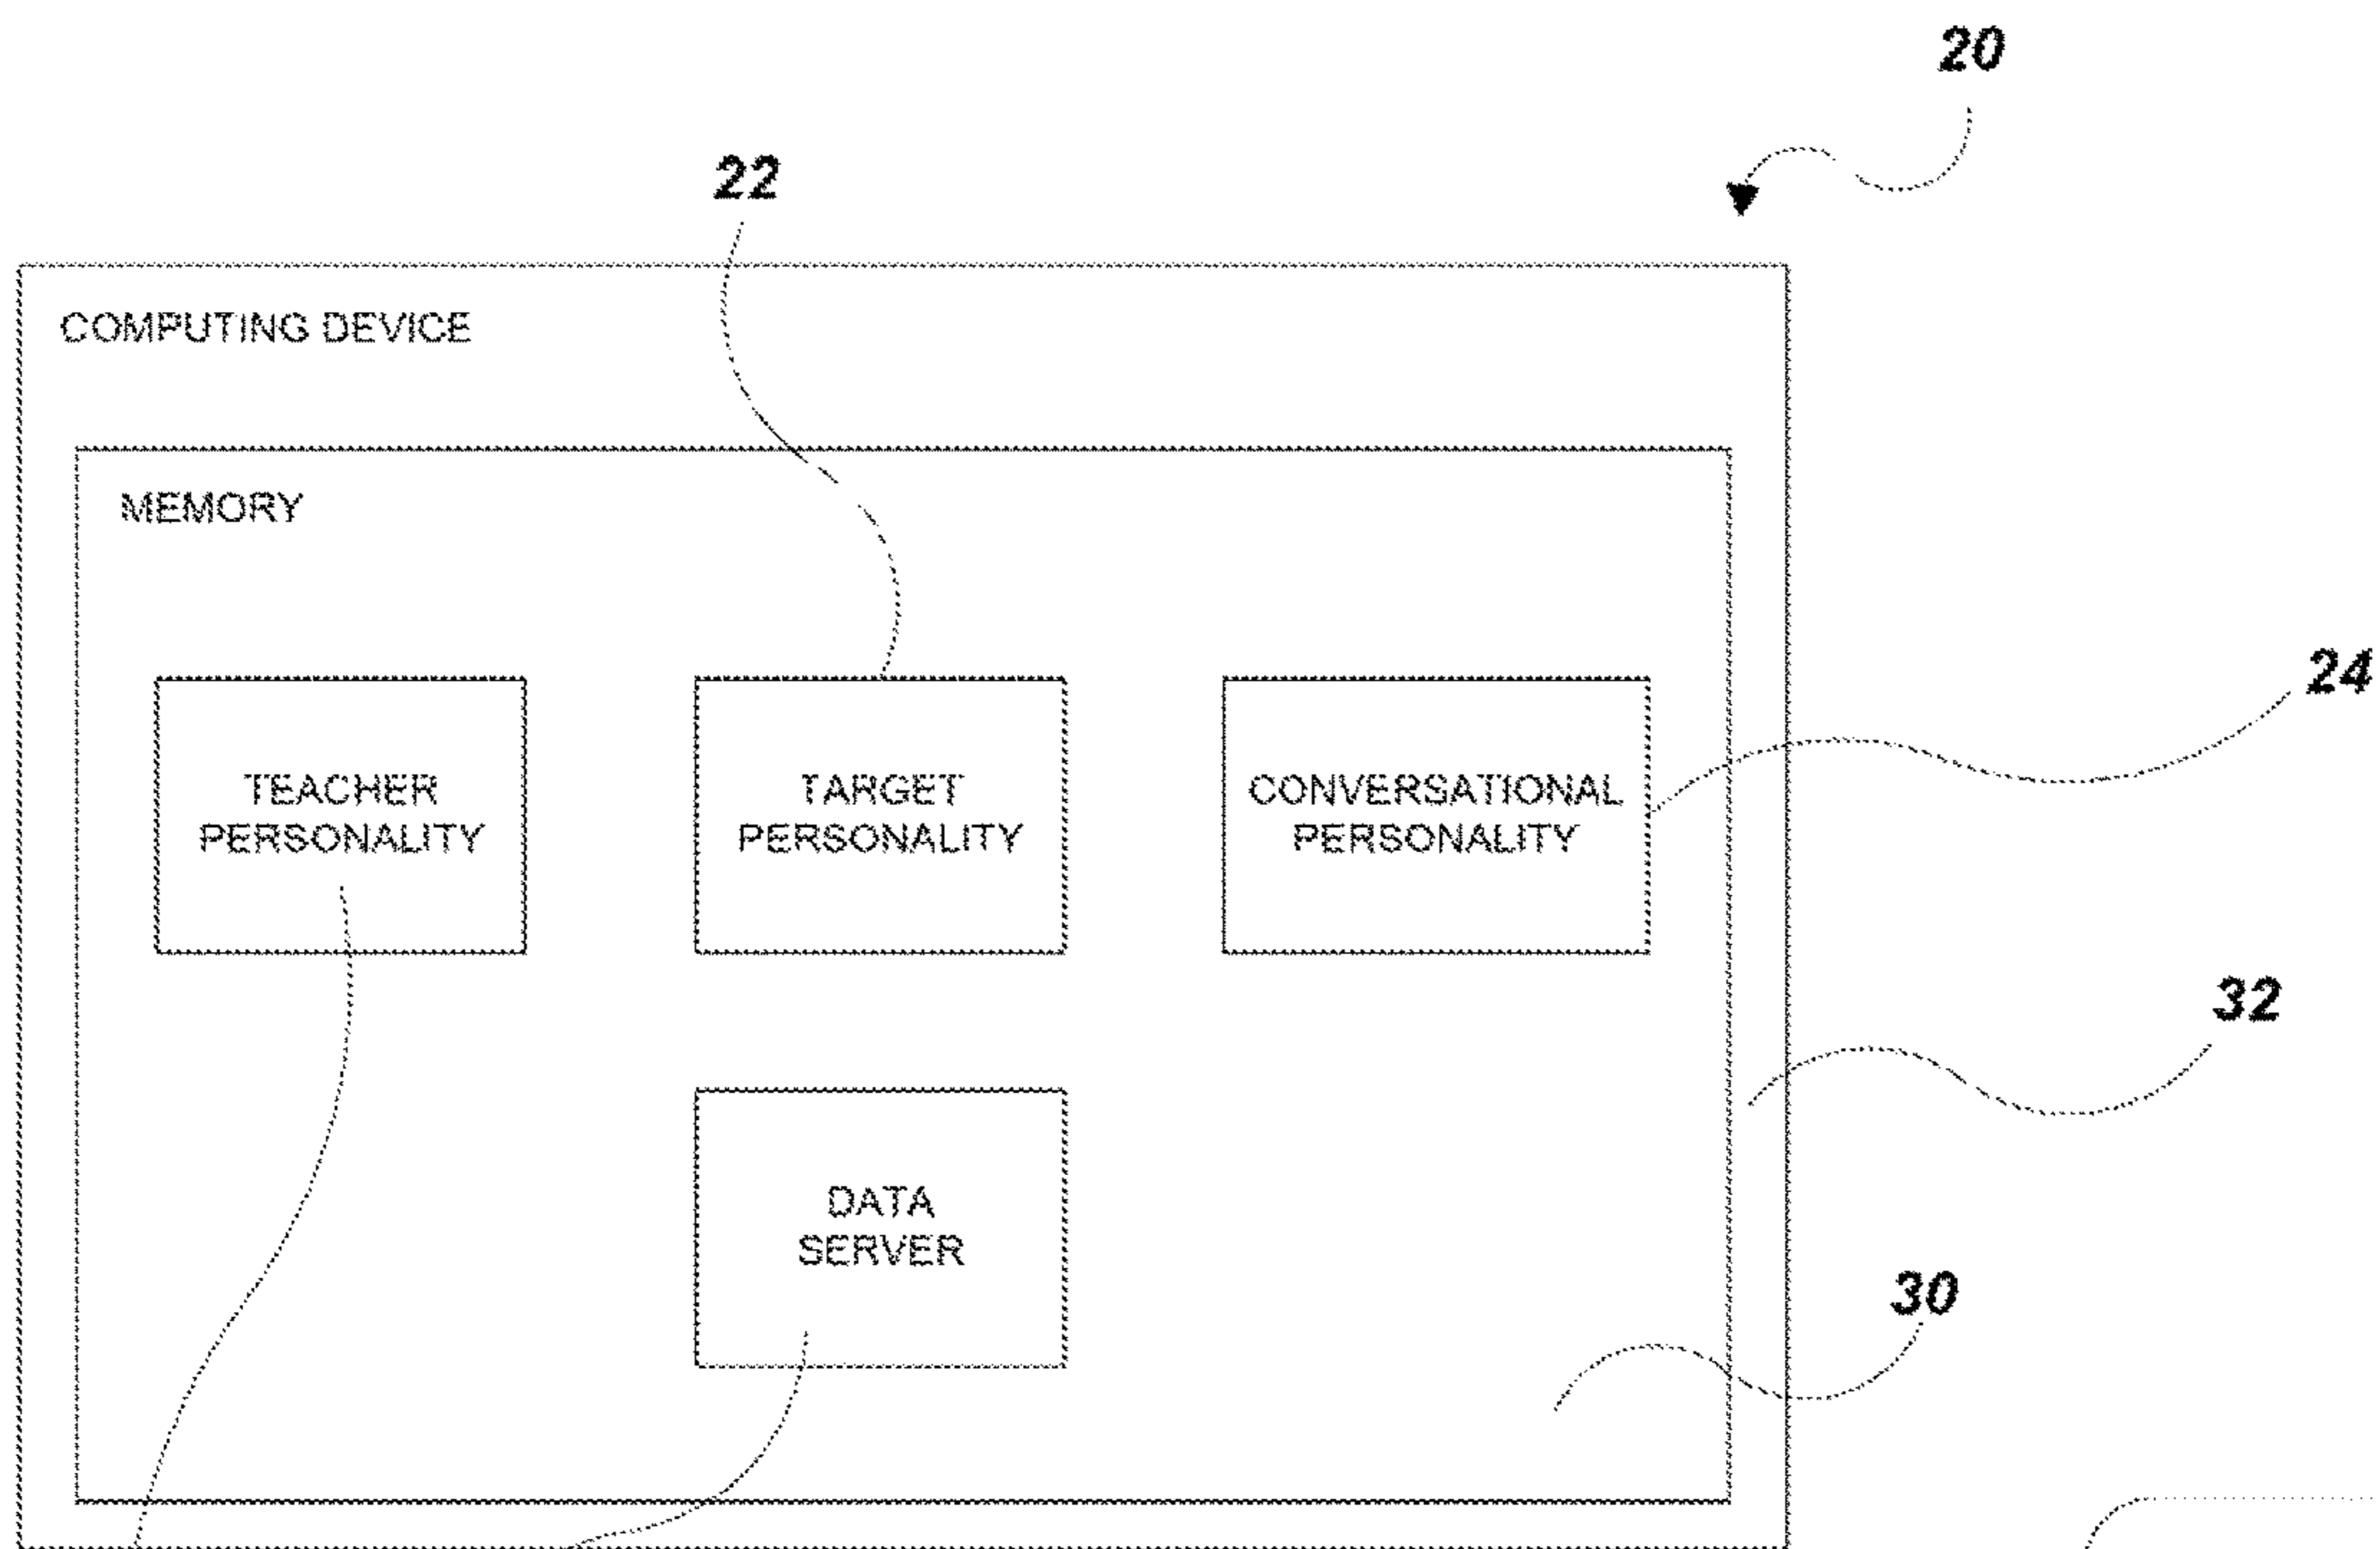 20
22
COMPUTING DEVICE
MEMORY
24
TEACHER
PERSONALITY
TARGET
PERSONALITY
CONVERSATIONAL
PERSONALITY
32
DATA
SERVER
30